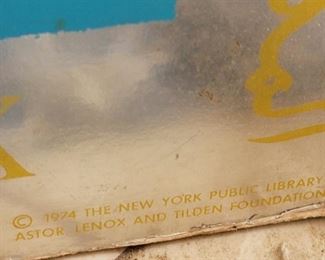 © 1974 THE NEW YORK PUBLIC LIBRARY
ASTOR, LENOX AND TILDEN FOUNDATION